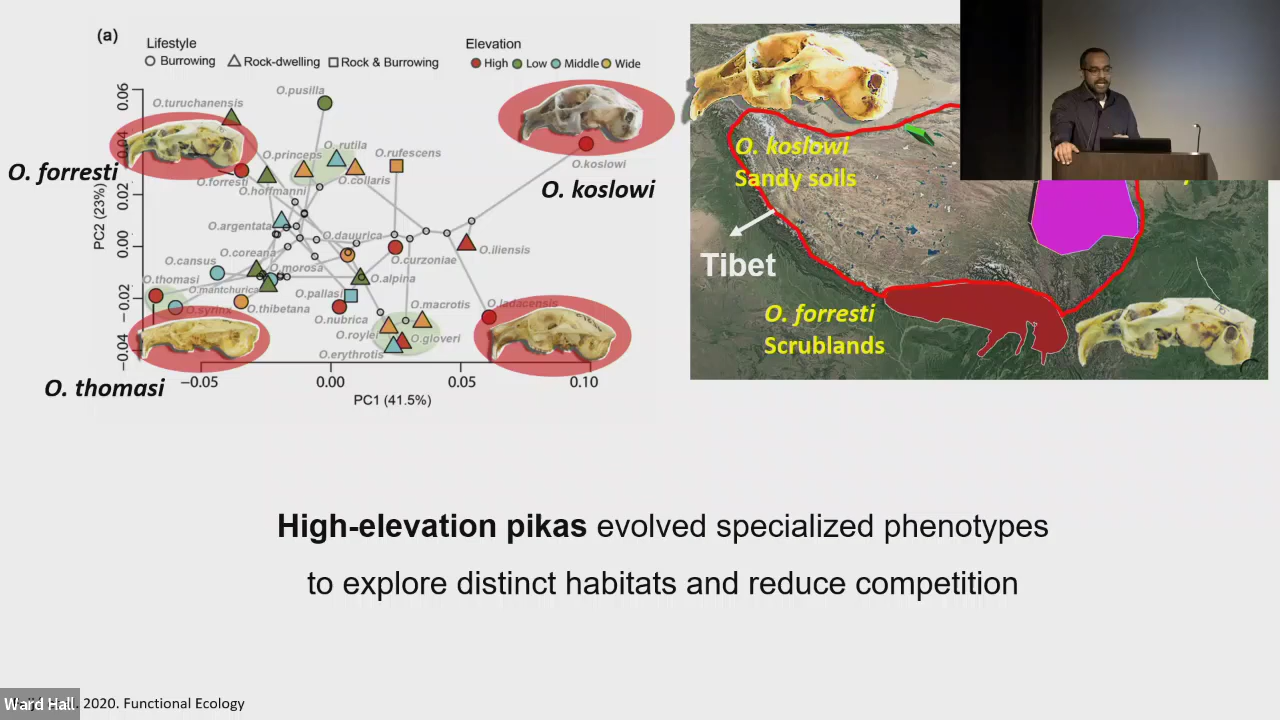 (a)
Lifestyle
Burrowing
Rock-dwelling
Rock & Burrowing
Elevation
High
Low
Middle
Wide
PC2 (23%)
0.06
0.02
0.00
−0.02
−0.04
−0.05
0.00
0.05
0.10
PC1 (41.5%)
O.turuchanensis
O.pusilla
O.princeps
O.rutila
O.rufescens
O.forresti
O.hoffmanni
O.collaris
O.koslowi
O.argentata
O.dauurica
O.coreana
O.curzoniae
O.iliensis
O.cansus
O.morosa
O.alpina
O.thomasi
O.mantchurica
O.pallasi
O.macrotis
O.ladacensis
O.syrinx
O.thibetana
O.nubrica
O.roylei
O.gloveri
O.erythrotis
O. forresti
O. koslowi
O. thomasi
O. koslowi
Sandy soils
Tibet
O. forresti
Scrublands
High-elevation pikas evolved specialized phenotypes
to explore distinct habitats and reduce competition
Ward Hall
2020. Functional Ecology